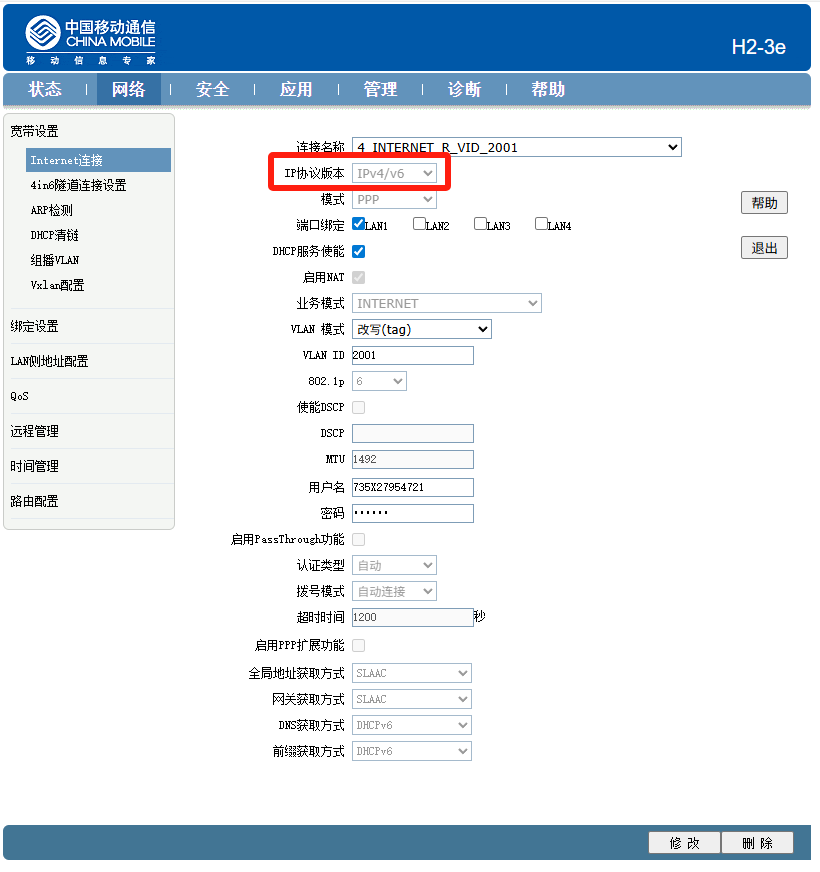 中国移动通信
CHINA MOBILE
移 动 信 息 专 家
H2-3e
状态 网络 安全 应用 管理 诊断 帮助
宽带设置
Internet连接
4in6隧道连接设置
ARP检测
DHCP清链
组播VLAN
Vxlan配置
绑定设置
LAN侧地址配置
QoS
远程管理
时间管理
路由配置
连接名称 4_INTERNET_R_VID_2001
IP协议版本 IPv4/v6
模式 PPP
端口绑定 LAN1 LAN2 LAN3 LAN4
DHCP服务使能
启用NAT
业务模式 INTERNET
VLAN 模式 改写(tag)
VLAN ID 2001
802.1p 6
使能DSCP
DSCP
MTU 1492
用户名 735X27954721
密码 ••••••
启用PassThrough功能
认证类型 自动
拨号模式 自动连接
超时时间 1200 秒
启用PPP扩展功能
全局地址获取方式 SLAAC
网关获取方式 SLAAC
DNS获取方式 DHCPv6
前缀获取方式 DHCPv6
帮助
退出
修 改 删 除